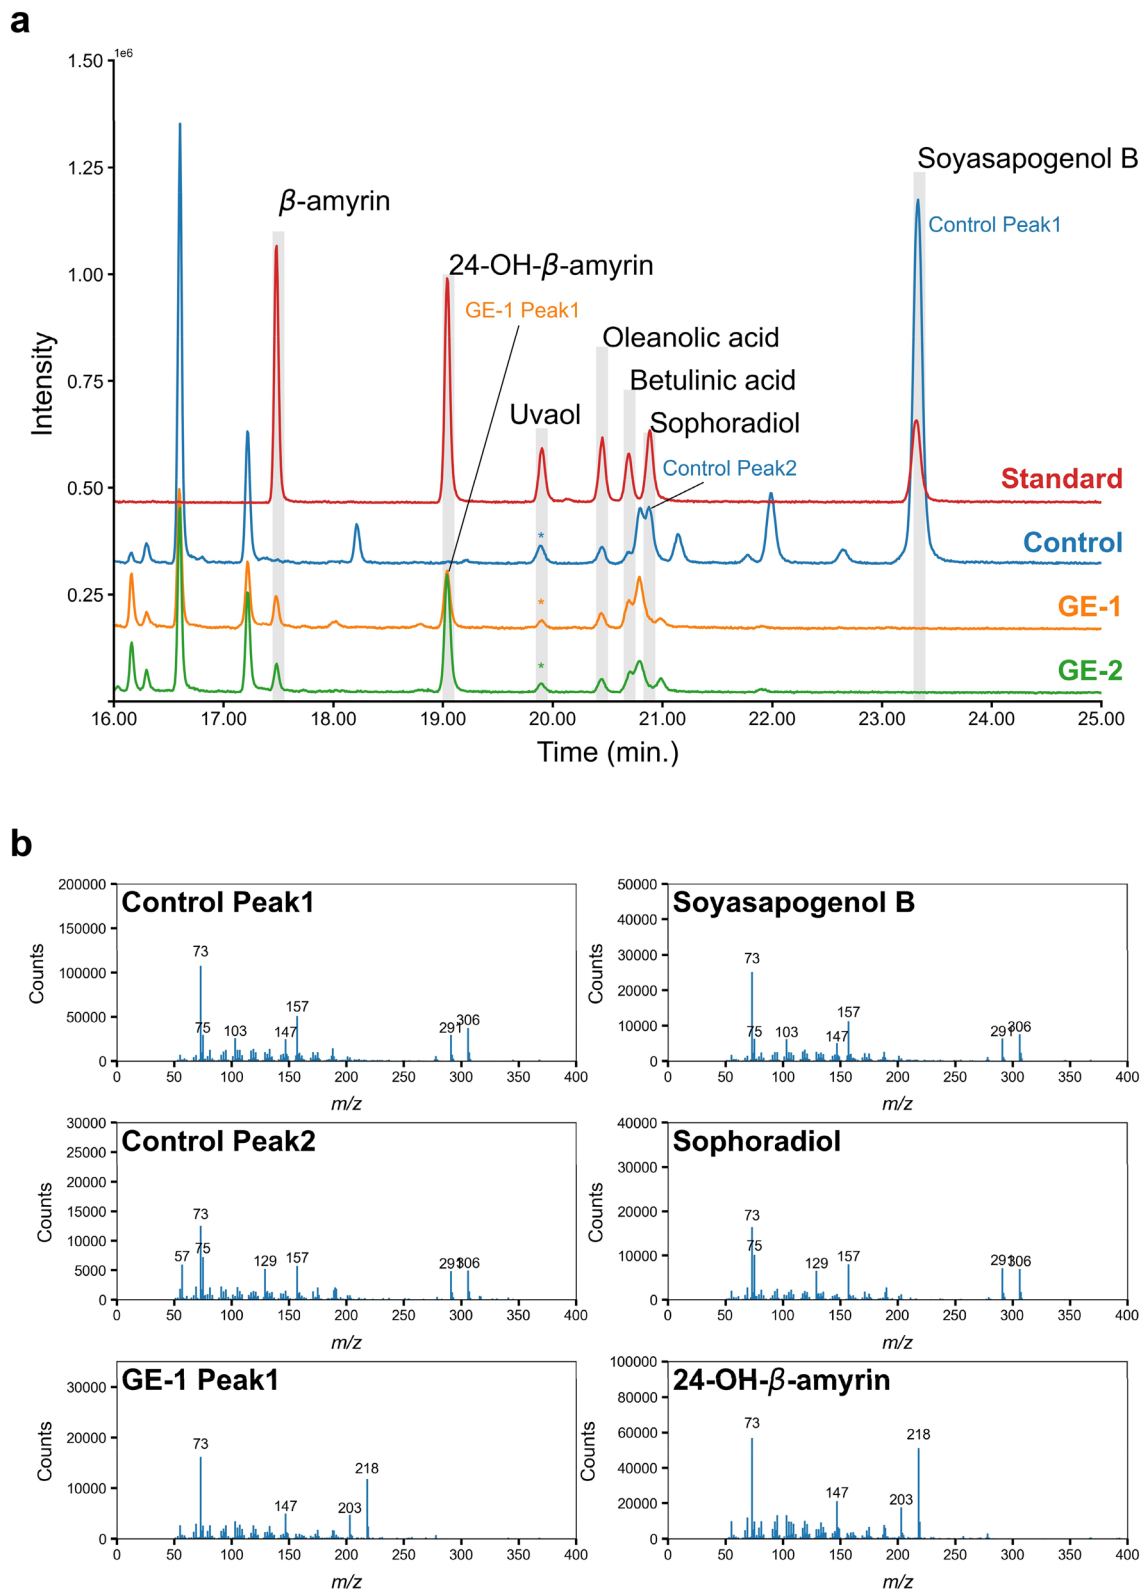 a
1e6
1.50
1.25
1.00
0.75
0.50
0.25
Intensity
β-amyrin
24-OH-β-amyrin
GE-1 Peak1
Uvaol
Oleanolic acid
Betulinic acid
Sophoradiol
Control Peak2
Soyasapogenol B
Control Peak1
Standard
Control
GE-1
GE-2
*
*
*
16.00 17.00 18.00 19.00 20.00 21.00 22.00 23.00 24.00 25.00
Time (min.)
b
Control Peak1
200000
150000
100000
50000
0
Counts
73
75
103
147
157
291
306
0 50 100 150 200 250 300 350 400
m/z
Soyasapogenol B
50000
40000
30000
20000
10000
0
Counts
73
75
103
147
157
291
306
0 50 100 150 200 250 300 350 400
m/z
Control Peak2
30000
25000
20000
15000
10000
5000
0
Counts
57
73
75
129
157
291
306
0 50 100 150 200 250 300 350 400
m/z
Sophoradiol
40000
30000
20000
10000
0
Counts
73
75
129
157
291
306
0 50 100 150 200 250 300 350 400
m/z
GE-1 Peak1
30000
20000
10000
0
Counts
73
147
203
218
0 50 100 150 200 250 300 350 400
m/z
24-OH-β-amyrin
100000
80000
60000
40000
20000
0
Counts
73
147
203
218
0 50 100 150 200 250 300 350 400
m/z